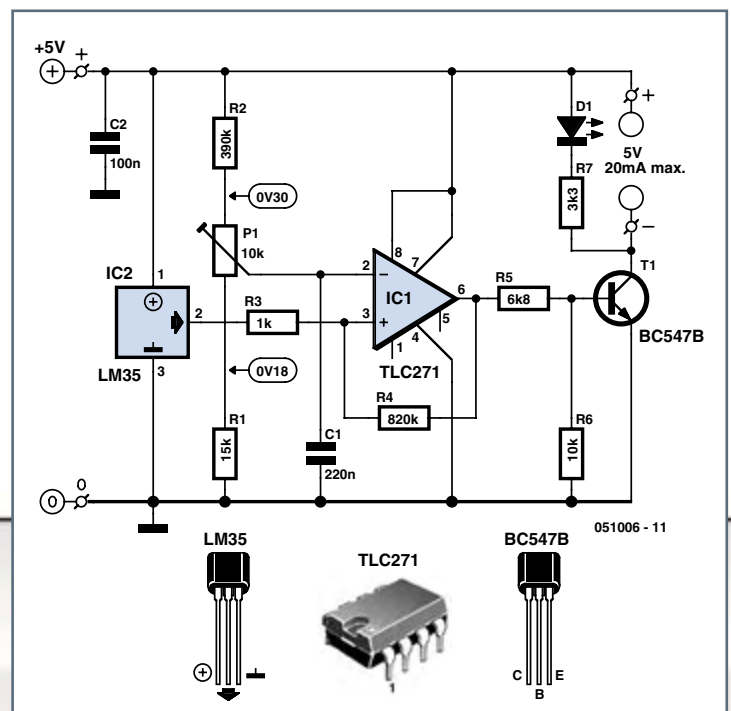 +5V
+
+
C2
100n
R2
390k
0V30
P1
10k
D1
+
5V
20mA max.
R7
3k3
−
IC2
1
2
3
LM35
R3
1k
0V18
R1
15k
2
−
3
+
IC1
8
7
6
5
4
1
TLC271
R4
820k
C1
220n
R5
6k8
T1
BC547B
R6
10k
0
0
051006 - 11
LM35
TLC271
BC547B
+
1
C
B
E